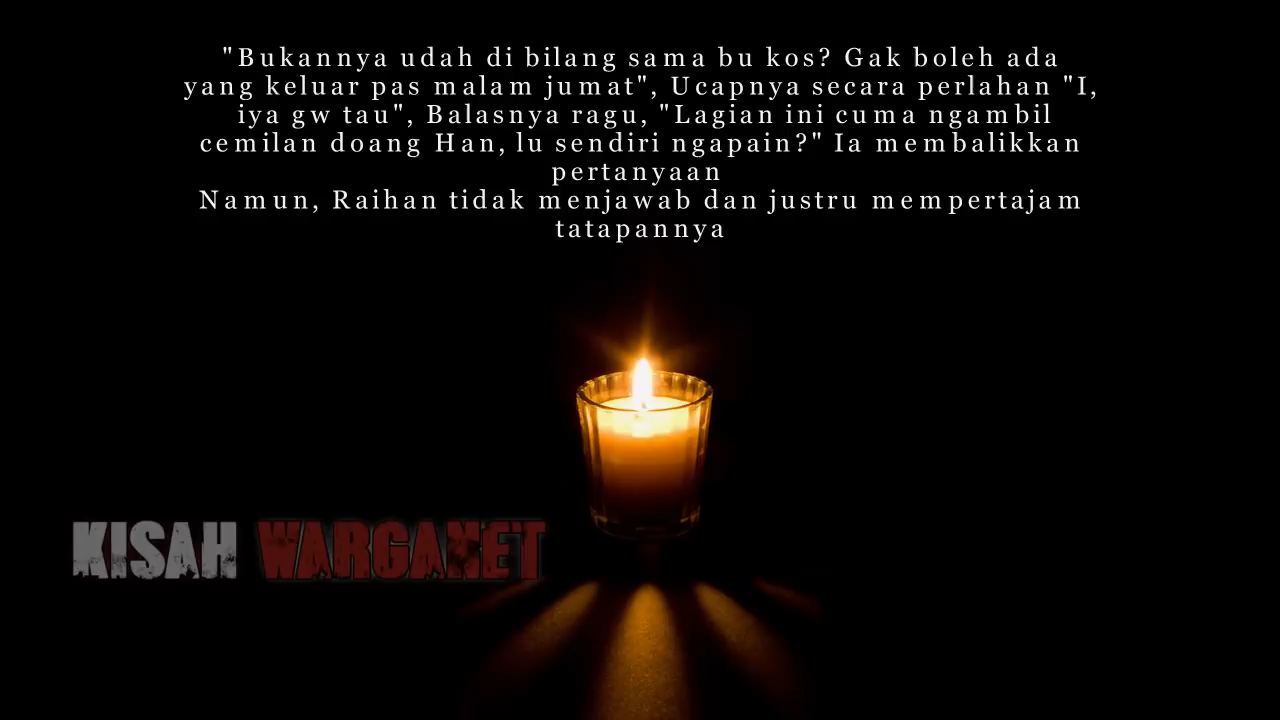 "Bukannya udah di bilang sama bu kos? Gak boleh ada
yang keluar pas malam jumat", Ucapnya secara perlahan "I,
iya gw tau", Balasnya ragu, "Lagian ini cuma ngambil
cemilan doang Han, lu sendiri ngapain?" Ia membalikkan
pertanyaan
Namun, Raihan tidak menjawab dan justru mempertajam
tatapannya
KISAH WARGANET